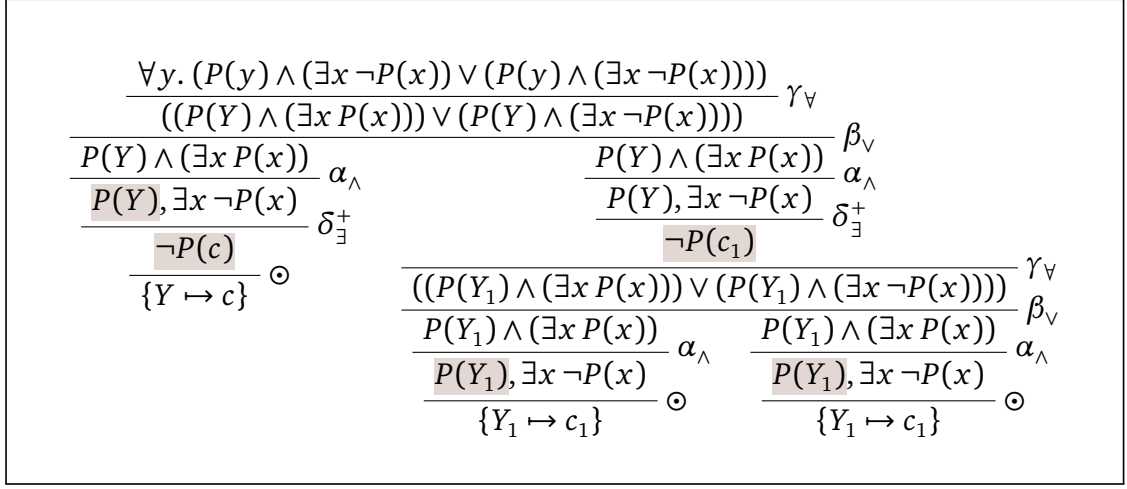 ∀y. (P(y) ∧ (∃x ¬P(x)) ∨ (P(y) ∧ (∃x ¬P(x)))) γ∀
((P(Y) ∧ (∃x P(x))) ∨ (P(Y) ∧ (∃x ¬P(x)))) β∨
P(Y) ∧ (∃x P(x)) α∧ P(Y) ∧ (∃x P(x)) α∧
P(Y), ∃x ¬P(x) δ∃⁺ P(Y), ∃x ¬P(x) δ∃⁺
¬P(c) ⊙ ¬P(c₁) γ∀
{Y ↦ c} ((P(Y₁) ∧ (∃x P(x))) ∨ (P(Y₁) ∧ (∃x ¬P(x)))) β∨
P(Y₁) ∧ (∃x P(x)) α∧ P(Y₁) ∧ (∃x P(x)) α∧
P(Y₁), ∃x ¬P(x) ⊙ P(Y₁), ∃x ¬P(x) ⊙
{Y₁ ↦ c₁} {Y₁ ↦ c₁}